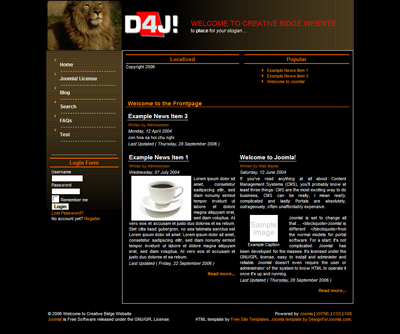 D4J!
WELCOME TO CREATIVE BIDGE WEBSITE
to place for your slogan ...
Home
Joomla! License
Blog
Search
FAQs
Test
Login Form
Username
Password
Remember me
Login
Lost Password?
No account yet? Register
Localized
Copyright 2006
Popular
Example News Item 1
Example News Item 3
Welcome to Joomla!
Welcome to the Frontpage
Example News Item 3
Written by Administrator
Monday, 12 April 2004
con hoa xa hoi chu nghi
Last Updated ( Thursday, 28 September 2006 )
Example News Item 1
Written by Administrator
Wednesday, 07 July 2004
Lorem ipsum dolor sit
amet, consetetur
sadipscing elitr, sed
diam nonumy eirmod
tempor invidunt ut
labore et dolore
magna aliquyam erat,
sed diam voluptua. At
vero eos et accusam et justo duo dolores et ea rebum.
Stet clita kasd gubergren, no sea takimata sanctus est
Lorem ipsum dolor sit amet. Lorem ipsum dolor sit
amet, consetetur sadipscing elitr, sed diam nonumy
eirmod tempor invidunt ut labore et dolore magna
aliquyam erat, sed diam voluptua. At vero eos et
accusam et justo duo dolores et ea rebum.
Last Updated ( Friday, 22 September 2006 )
Read more...
Welcome to Joomla!
Written by Web Master
Saturday, 12 June 2004
If you've read anything at all about Content
Management Systems (CMS), you'll probably know at
least three things: CMS are the most exciting way to do
business, CMS can be really, I mean really,
complicated and lastly Portals are absolutely,
outrageously, often unaffordably expensive.
Sample
Image
Example Caption
Joomla! is set to change all
that ... <blockquote>Joomla! is
different </blockquote>from
the normal models for portal
software. For a start, it's not
complicated. Joomla! has
been developed for the masses. It's licensed under the
GNU/GPL license, easy to install and administer and
reliable. Joomla! doesn't even require the user or
administrator of the system to know HTML to operate it
once it's up and running.
Last Updated ( Thursday, 28 September 2006 )
Read more...
© 2006 Welcome to Creative Bidge Website
Joomla! is Free Software released under the GNU/GPL License.
Powered by Joomla | XHTML | CSS | 508
HTML template by Free Site Templates. Joomla template by DesignForJoomla.com.